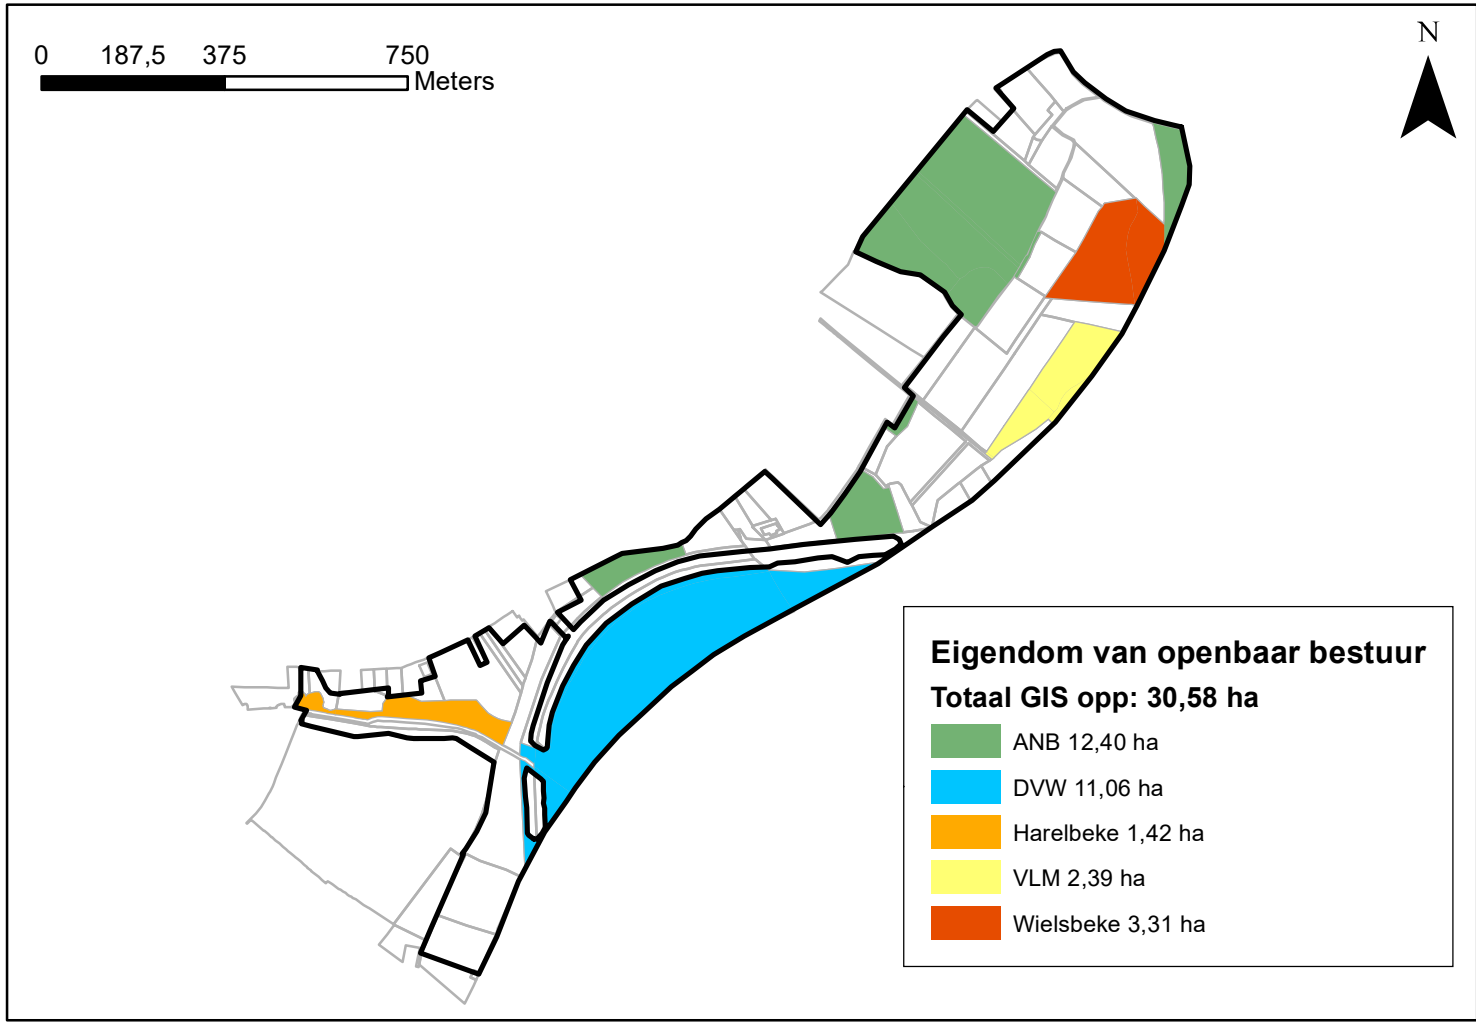 0 187,5 375 750
Meters
N
Eigendom van openbaar bestuur
Totaal GIS opp: 30,58 ha
ANB 12,40 ha
DVW 11,06 ha
Harelbeke 1,42 ha
VLM 2,39 ha
Wielsbeke 3,31 ha